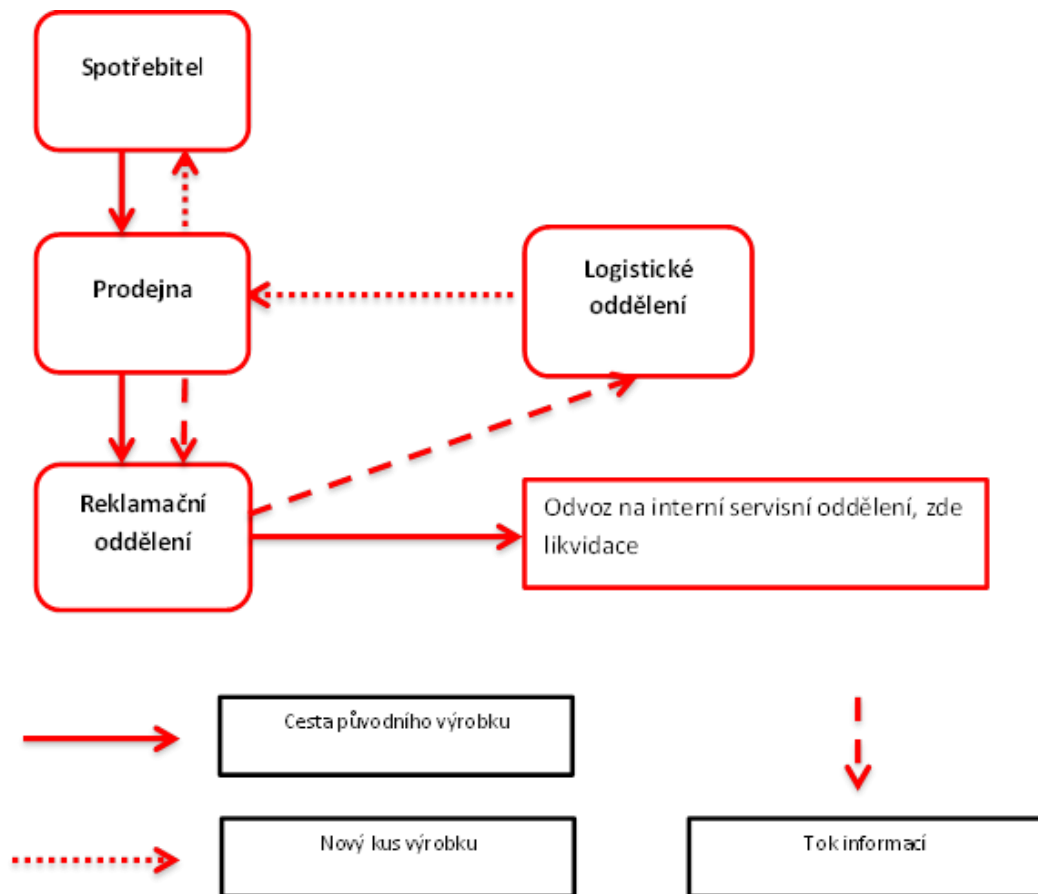 Spotřebitel
Prodejna
Logistické
oddělení
Reklamační
oddělení
Odvoz na interní servisní oddělení, zde
likvidace
Cesta původního výrobku
Nový kus výrobku
Tok informací